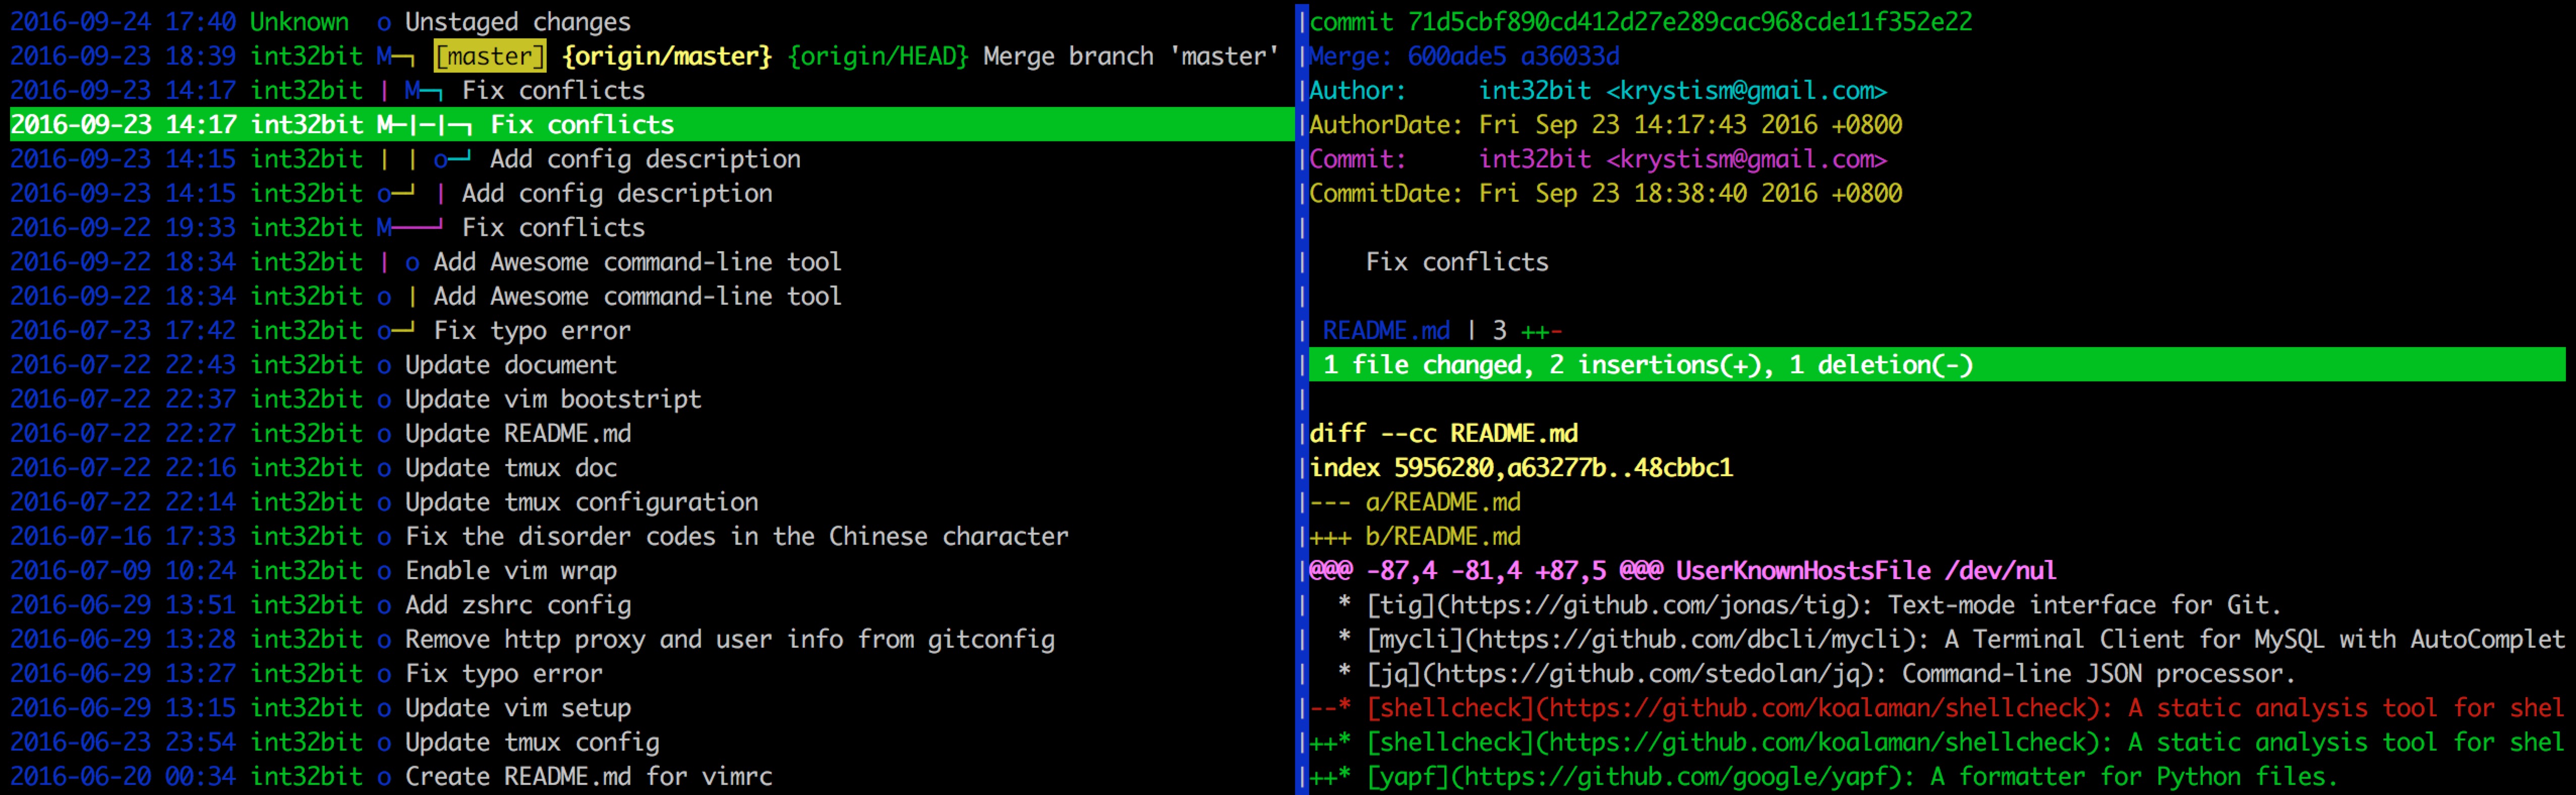 2016-09-24 17:40 Unknown o Unstaged changes
2016-09-23 18:39 int32bit M─┐ [master] {origin/master} {origin/HEAD} Merge branch 'master'
2016-09-23 14:17 int32bit | M─┐ Fix conflicts
2016-09-23 14:17 int32bit M─|─|─┐ Fix conflicts
2016-09-23 14:15 int32bit | | o─┘ Add config description
2016-09-23 14:15 int32bit o─┘ | Add config description
2016-09-22 19:33 int32bit M───┘ Fix conflicts
2016-09-22 18:34 int32bit | o Add Awesome command-line tool
2016-09-22 18:34 int32bit o | Add Awesome command-line tool
2016-07-23 17:42 int32bit o─┘ Fix typo error
2016-07-22 22:43 int32bit o Update document
2016-07-22 22:37 int32bit o Update vim bootstript
2016-07-22 22:27 int32bit o Update README.md
2016-07-22 22:16 int32bit o Update tmux doc
2016-07-22 22:14 int32bit o Update tmux configuration
2016-07-16 17:33 int32bit o Fix the disorder codes in the Chinese character
2016-07-09 10:24 int32bit o Enable vim wrap
2016-06-29 13:51 int32bit o Add zshrc config
2016-06-29 13:28 int32bit o Remove http proxy and user info from gitconfig
2016-06-29 13:27 int32bit o Fix typo error
2016-06-29 13:15 int32bit o Update vim setup
2016-06-23 23:54 int32bit o Update tmux config
2016-06-20 00:34 int32bit o Create README.md for vimrc
commit 71d5cbf890cd412d27e289cac968cde11f352e22
Merge: 600ade5 a36033d
Author:     int32bit <krystism@gmail.com>
AuthorDate: Fri Sep 23 14:17:43 2016 +0800
Commit:     int32bit <krystism@gmail.com>
CommitDate: Fri Sep 23 18:38:40 2016 +0800
Fix conflicts
README.md | 3 ++-
1 file changed, 2 insertions(+), 1 deletion(-)
diff --cc README.md
index 5956280,a63277b..48cbbc1
--- a/README.md
+++ b/README.md
@@@ -87,4 -81,4 +87,5 @@@ UserKnownHostsFile /dev/nul
* [tig](https://github.com/jonas/tig): Text-mode interface for Git.
* [mycli](https://github.com/dbcli/mycli): A Terminal Client for MySQL with AutoComplet
* [jq](https://github.com/stedolan/jq): Command-line JSON processor.
--* [shellcheck](https://github.com/koalaman/shellcheck): A static analysis tool for shel
++* [shellcheck](https://github.com/koalaman/shellcheck): A static analysis tool for shel
++* [yapf](https://github.com/google/yapf): A formatter for Python files.